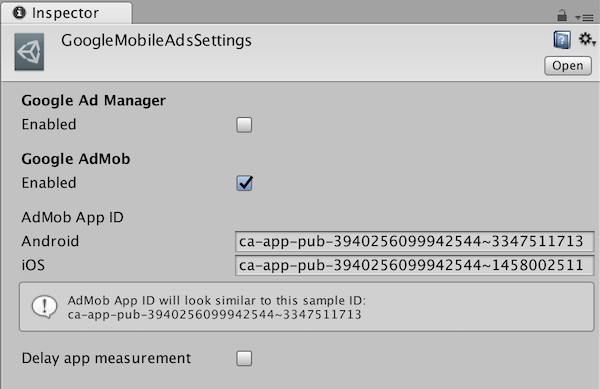 Inspector
GoogleMobileAdsSettings
Open
Google Ad Manager
Enabled
Google AdMob
Enabled
AdMob App ID
Android ca-app-pub-3940256099942544~3347511713
iOS ca-app-pub-3940256099942544~1458002511
AdMob App ID will look similar to this sample ID:
ca-app-pub-3940256099942544~3347511713
Delay app measurement